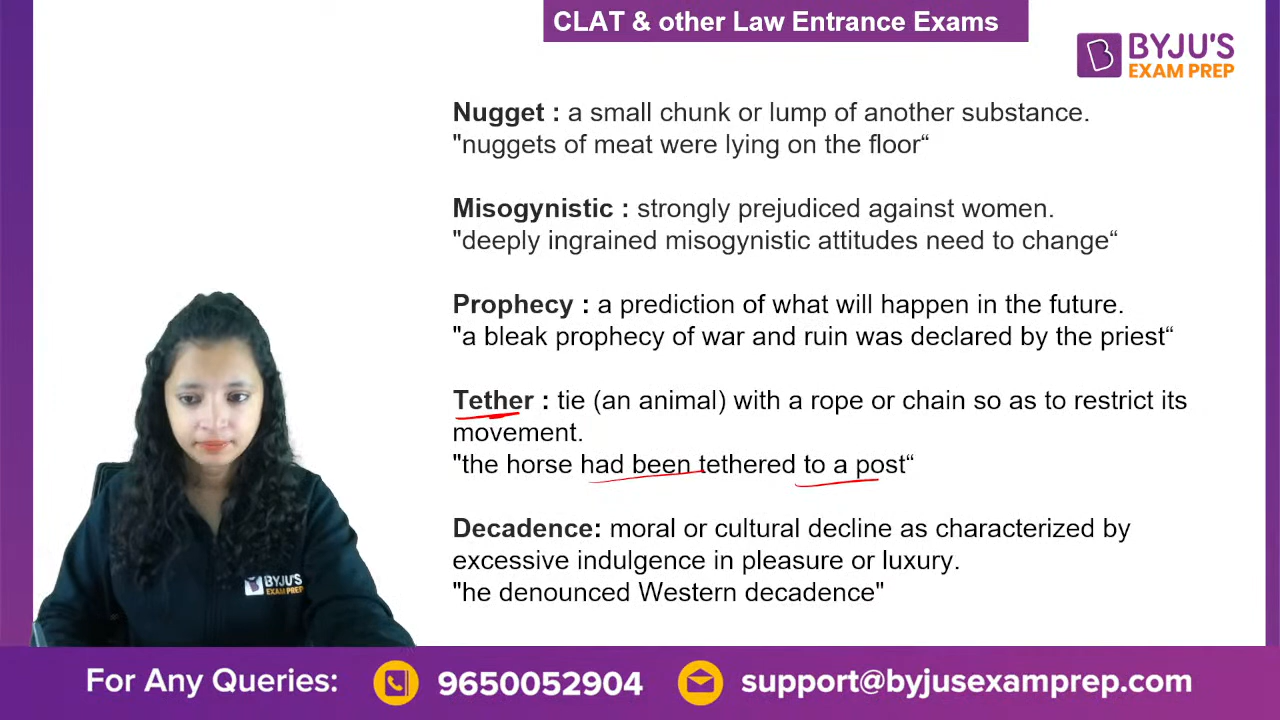 CLAT & other Law Entrance Exams
BYJU'S
EXAM PREP
Nugget : a small chunk or lump of another substance.
"nuggets of meat were lying on the floor“
Misogynistic : strongly prejudiced against women.
"deeply ingrained misogynistic attitudes need to change“
Prophecy : a prediction of what will happen in the future.
"a bleak prophecy of war and ruin was declared by the priest“
Tether : tie (an animal) with a rope or chain so as to restrict its
movement.
"the horse had been tethered to a post“
Decadence: moral or cultural decline as characterized by
excessive indulgence in pleasure or luxury.
"he denounced Western decadence"
BYJU'S
EXAM PREP
For Any Queries: 9650052904 support@byjusexamprep.com